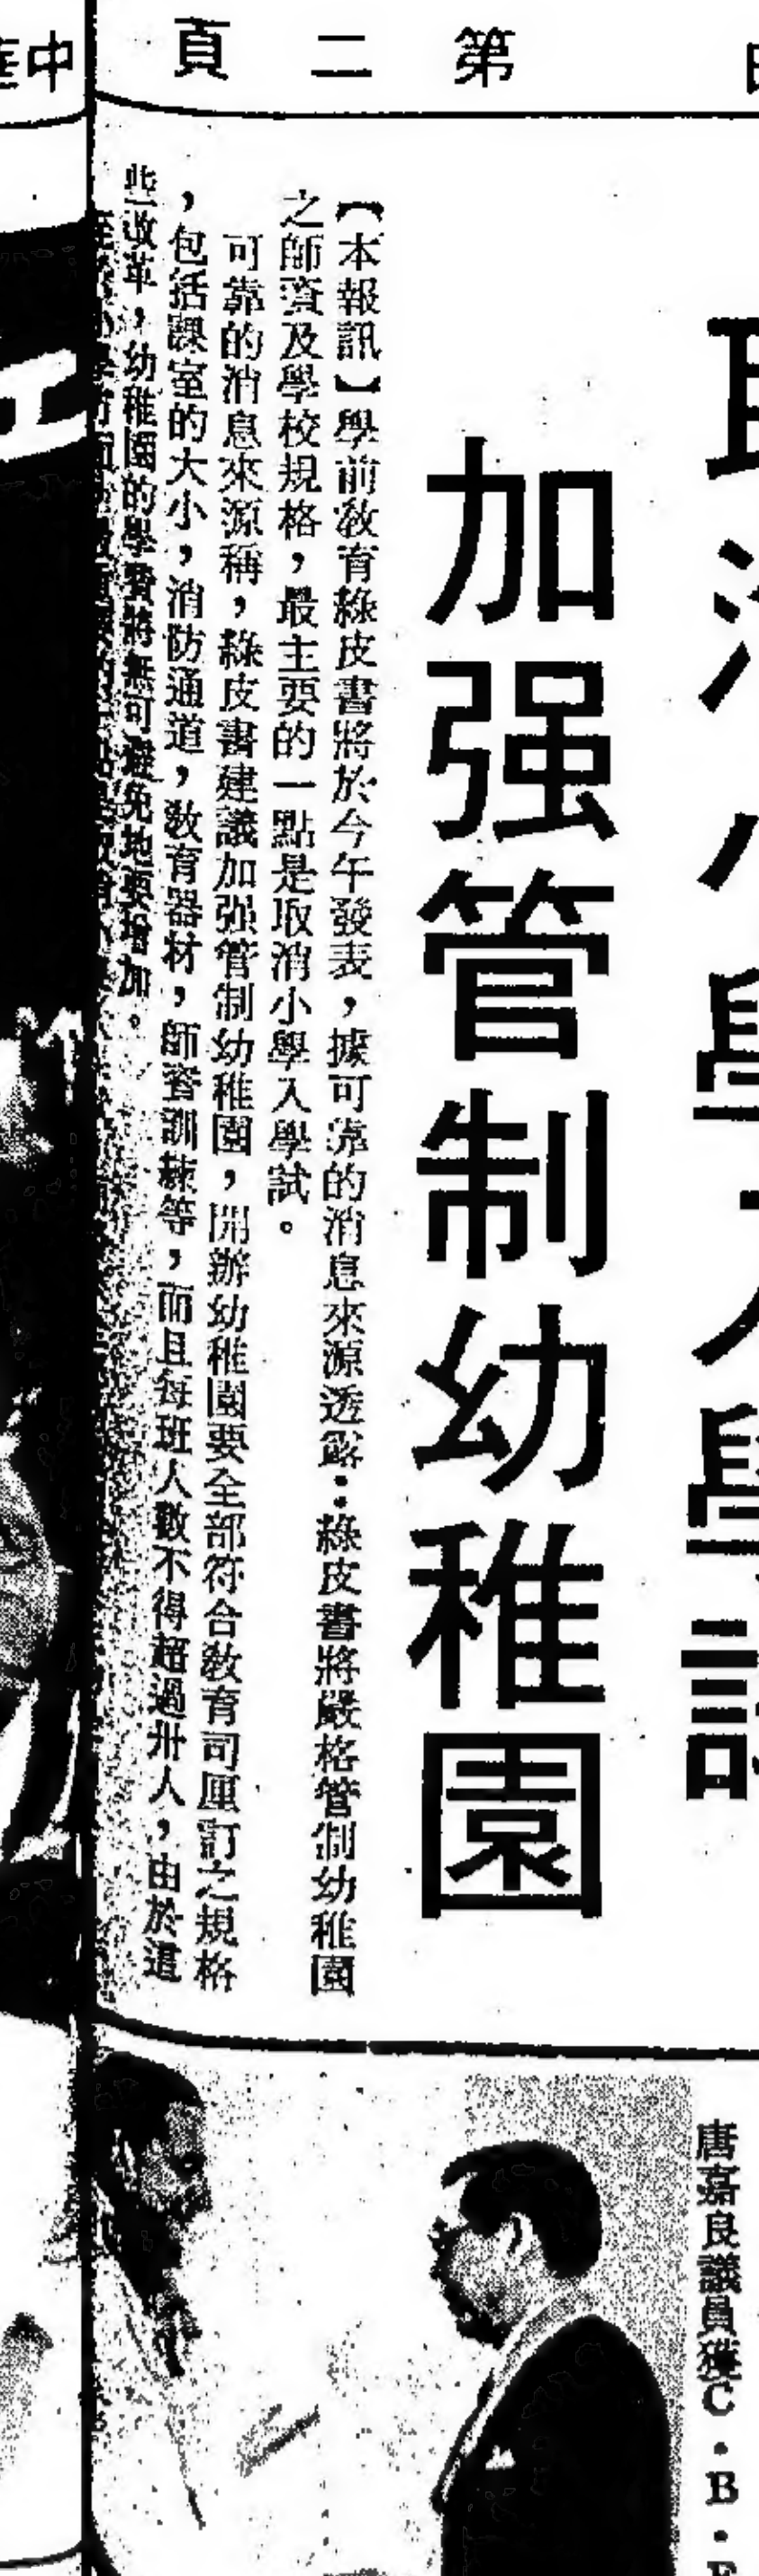 第二頁
中華
加强管制幼稚園
【本報訊】學前教育綠皮書將於今午發表，據可靠的消息來源透露：綠皮書將嚴格管制幼稚園
之師資及學校規格，最主要的一點是取消小學入學試。
可靠的消息來源稱，綠皮書建議加强管制幼稚園，開辦幼稚園要全部符合教育司厘訂之規格
，包括課室的大小，消防通道，教育器材，師資訓練等，而且每班人數不得超過卅人，由於這
些改革，幼稚園的學費將無可避免地要增加。
唐嘉良議員獲C．B．E